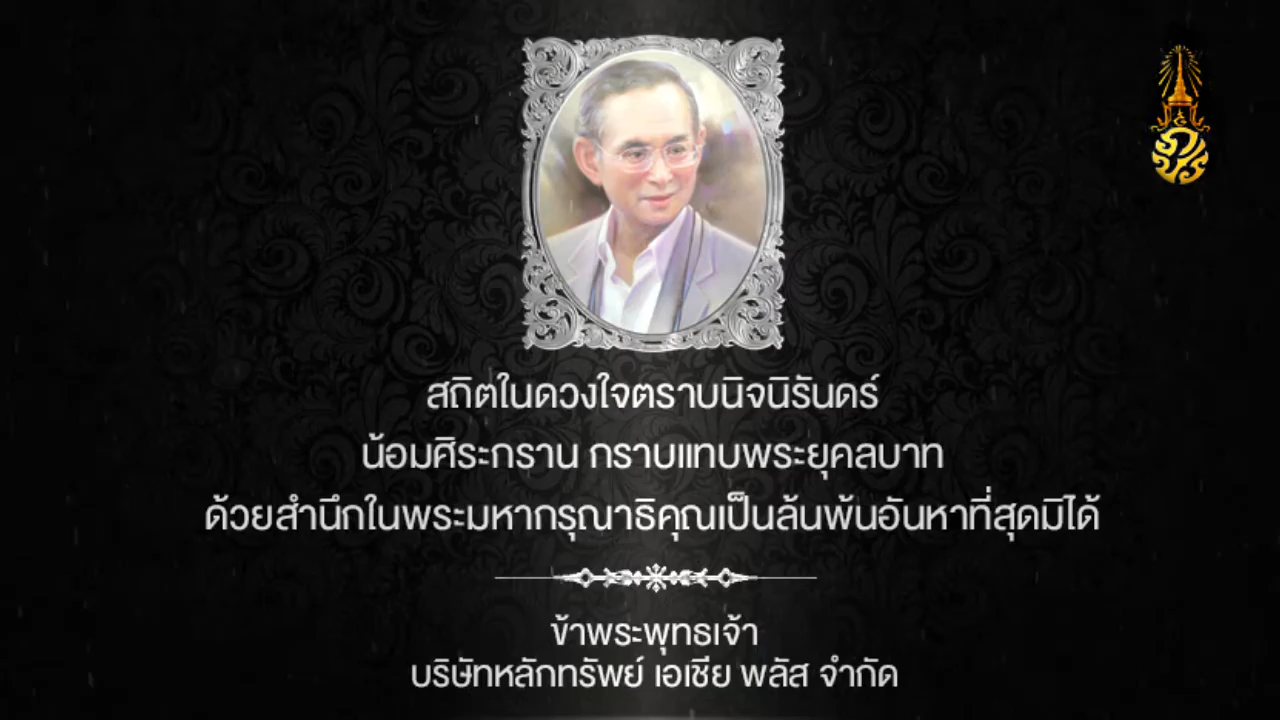 สถิตในดวงใจตราบนิจนิรันดร์
น้อมศิระกราน กราบแทบพระยุคลบาท
ด้วยสำนึกในพระมหากรุณาธิคุณเป็นล้นพ้นอันหาที่สุดมิได้
ข้าพระพุทธเจ้า
บริษัทหลักทรัพย์ เอเชีย พลัส จำกัด